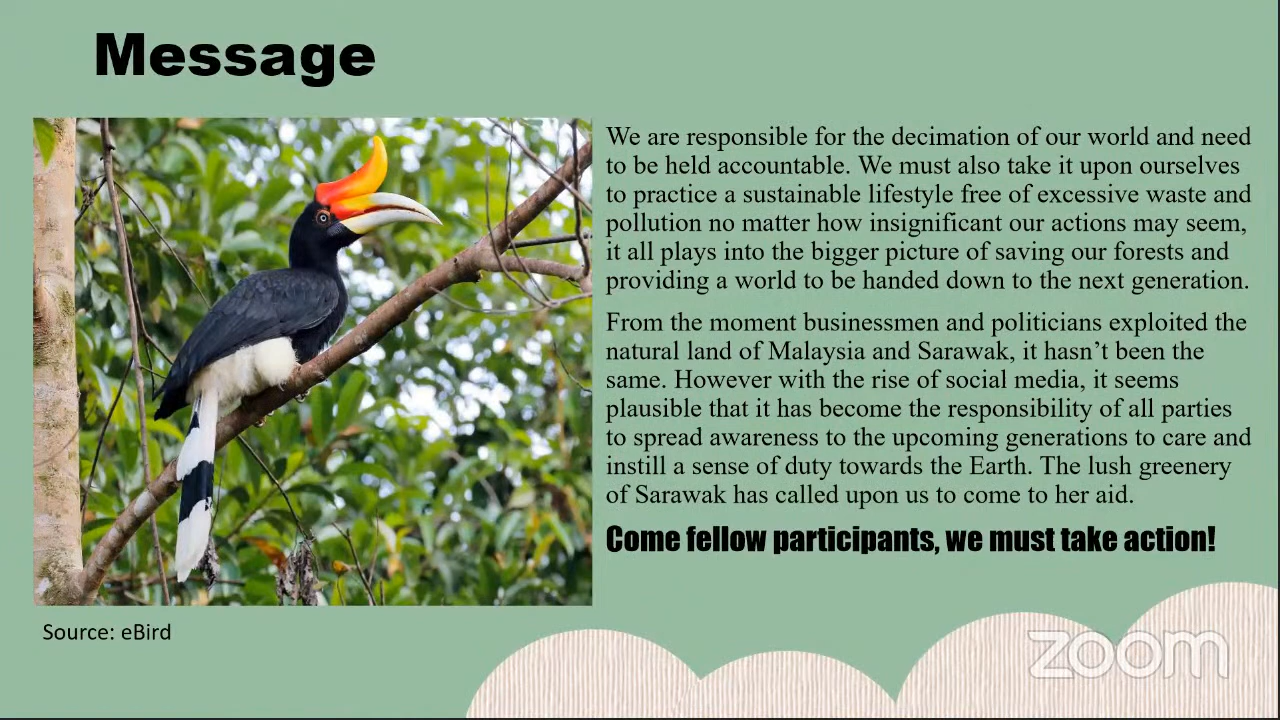 Message
We are responsible for the decimation of our world and need
to be held accountable. We must also take it upon ourselves
to practice a sustainable lifestyle free of excessive waste and
pollution no matter how insignificant our actions may seem,
it all plays into the bigger picture of saving our forests and
providing a world to be handed down to the next generation.
From the moment businessmen and politicians exploited the
natural land of Malaysia and Sarawak, it hasn’t been the
same. However with the rise of social media, it seems
plausible that it has become the responsibility of all parties
to spread awareness to the upcoming generations to care and
instill a sense of duty towards the Earth. The lush greenery
of Sarawak has called upon us to come to her aid.
Come fellow participants, we must take action!
Source: eBird
zoom